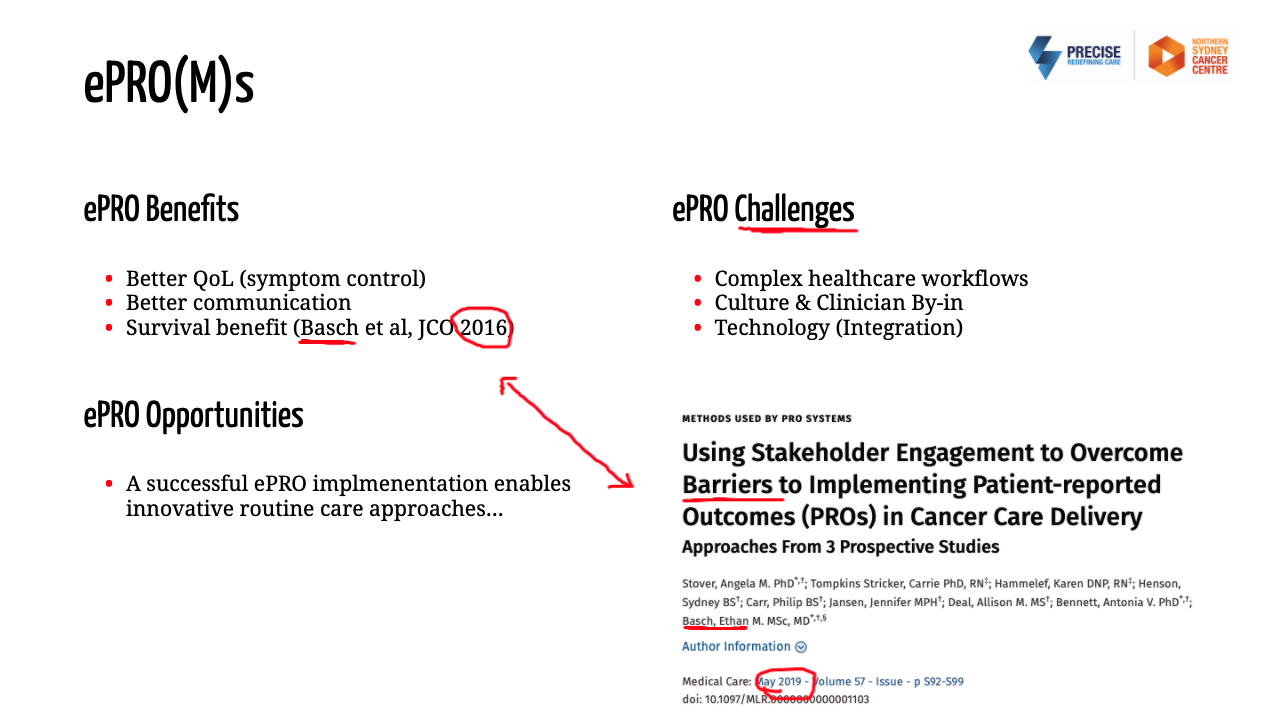 ePRO(M)s
PRECISE
REDEFINING CARE
NORTHERN
SYDNEY
CANCER
CENTRE
ePRO Benefits
• Better QoL (symptom control)
• Better communication
• Survival benefit (Basch et al, JCO 2016)
ePRO Opportunities
• A successful ePRO implmenentation enables
innovative routine care approaches...
ePRO Challenges
• Complex healthcare workflows
• Culture & Clinician By-in
• Technology (Integration)
METHODS USED BY PRO SYSTEMS
Using Stakeholder Engagement to Overcome
Barriers to Implementing Patient-reported
Outcomes (PROs) in Cancer Care Delivery
Approaches From 3 Prospective Studies
Stover, Angela M. PhD*,†; Tompkins Stricker, Carrie PhD, RN‡; Hammelef, Karen DNP, RN‡; Henson,
Sydney BS†; Carr, Philip BS†; Jansen, Jennifer MPH†; Deal, Allison M. MS†; Bennett, Antonia V. PhD*,†;
Basch, Ethan M. MSc, MD*,†,§
Author Information
Medical Care: May 2019 - Volume 57 - Issue - p S92-S99
doi: 10.1097/MLR.0000000000001103